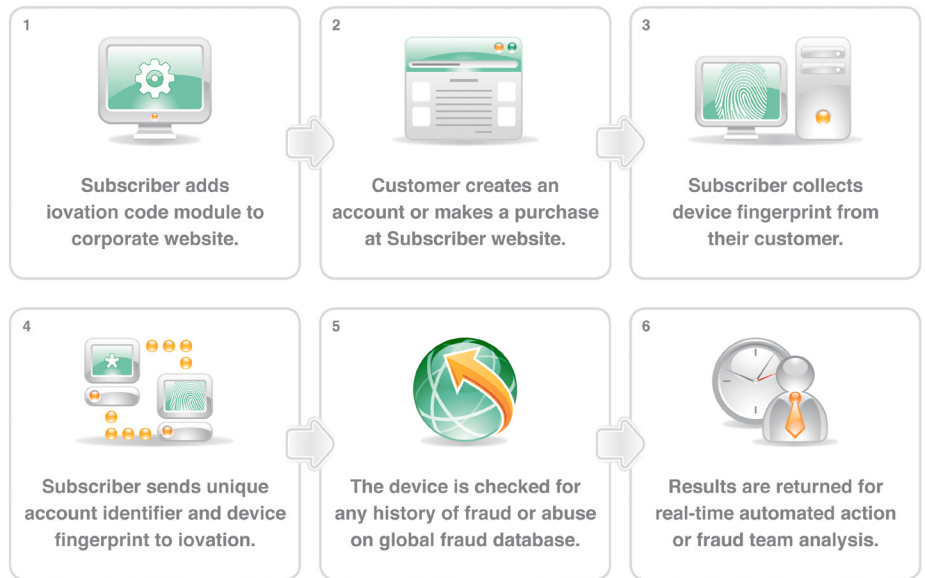 1
Subscriber adds
iovation code module to
corporate website.
2
Customer creates an
account or makes a purchase
at Subscriber website.
3
Subscriber collects
device fingerprint from
their customer.
4
Subscriber sends unique
account identifier and device
fingerprint to iovation.
5
The device is checked for
any history of fraud or abuse
on global fraud database.
6
Results are returned for
real-time automated action
or fraud team analysis.